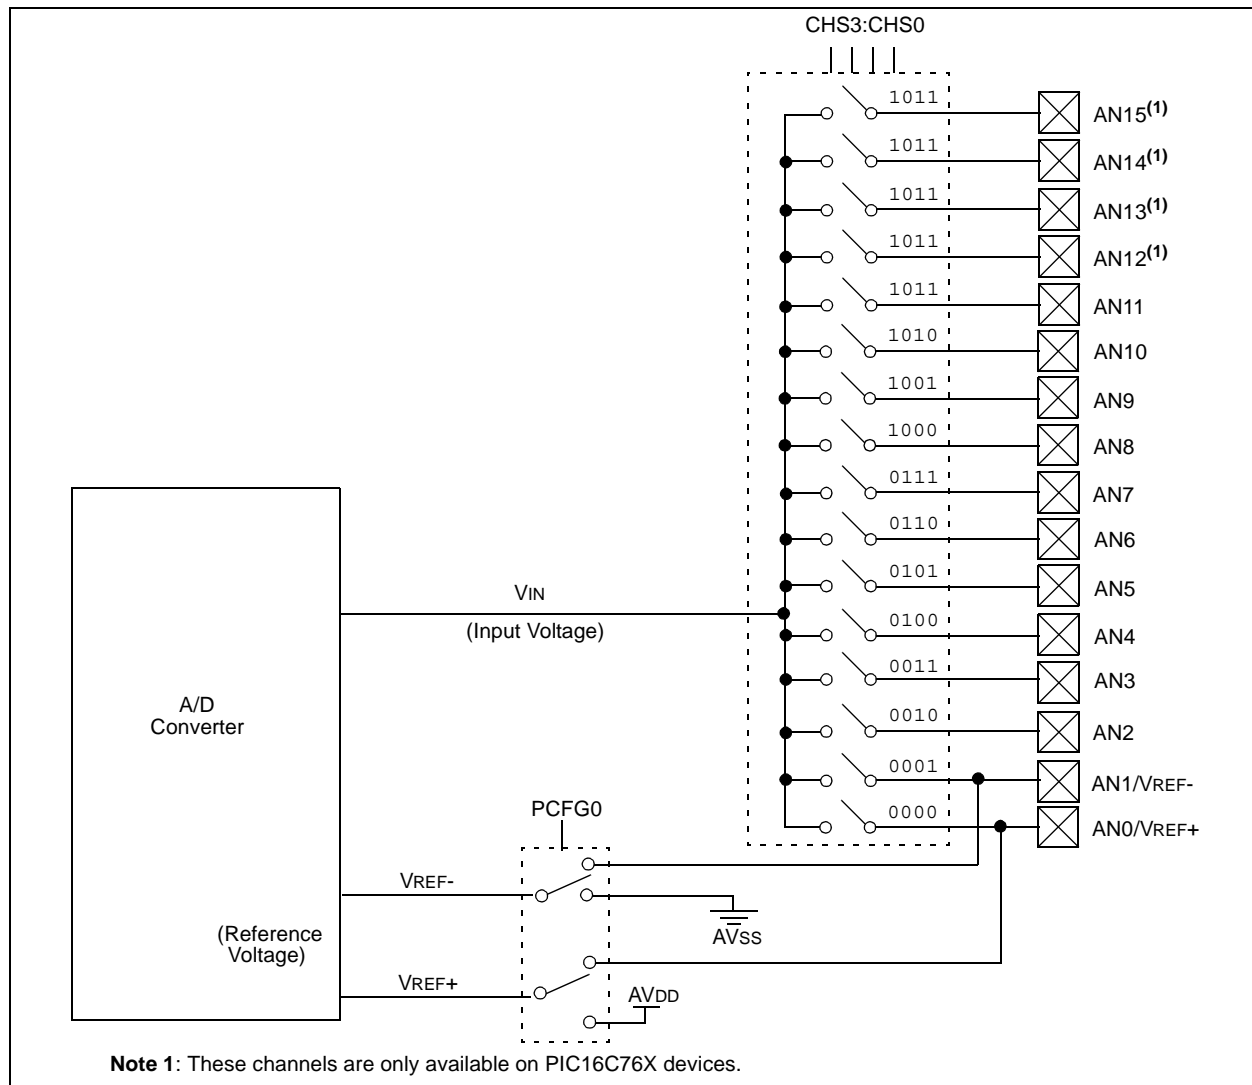 CHS3:CHS0
1011 AN15(1)
1011 AN14(1)
1011 AN13(1)
1011 AN12(1)
1011 AN11
1010 AN10
1001 AN9
1000 AN8
0111 AN7
0110 AN6
0101 AN5
VIN
(Input Voltage)
0100 AN4
0011 AN3
A/D
Converter
0010 AN2
0001 AN1/VREF-
0000 AN0/VREF+
PCFG0
VREF-
AVSS
(Reference
Voltage)
VREF+
AVDD
Note 1: These channels are only available on PIC16C76X devices.